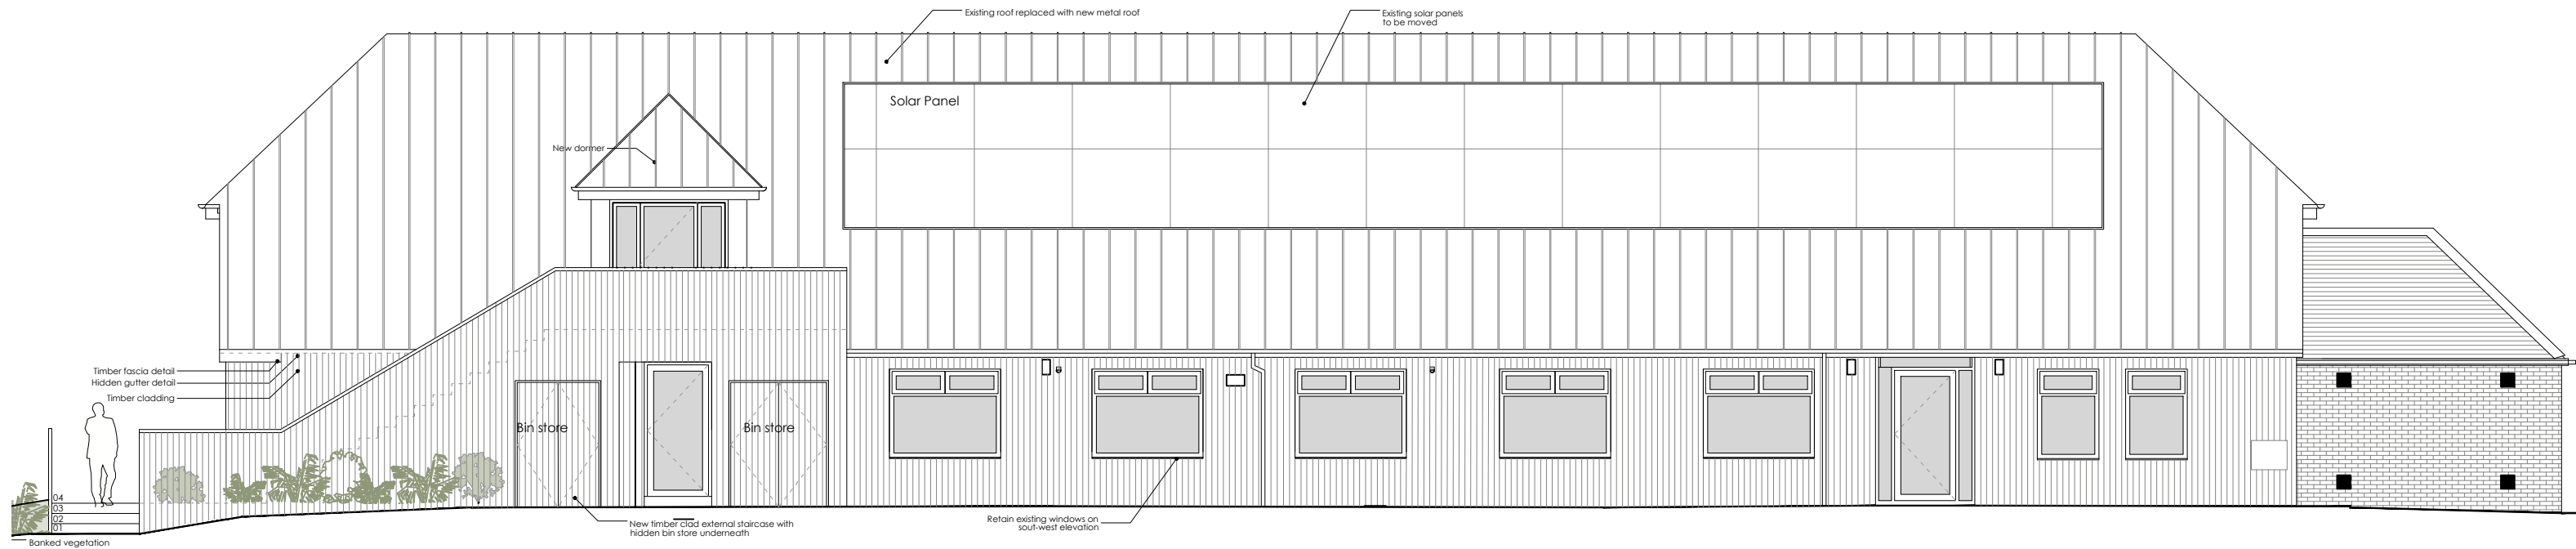 Existing roof replaced with new metal roof
Existing solar panels
to be moved
Solar Panel
New dormer
Timber fascia detail
Hidden gutter detail
Timber cladding
Bin store
Bin store
04
03
02
01
New timber clad external staircase with
hidden bin store underneath
Retain existing windows on
sout-west elevation
Banked vegetation